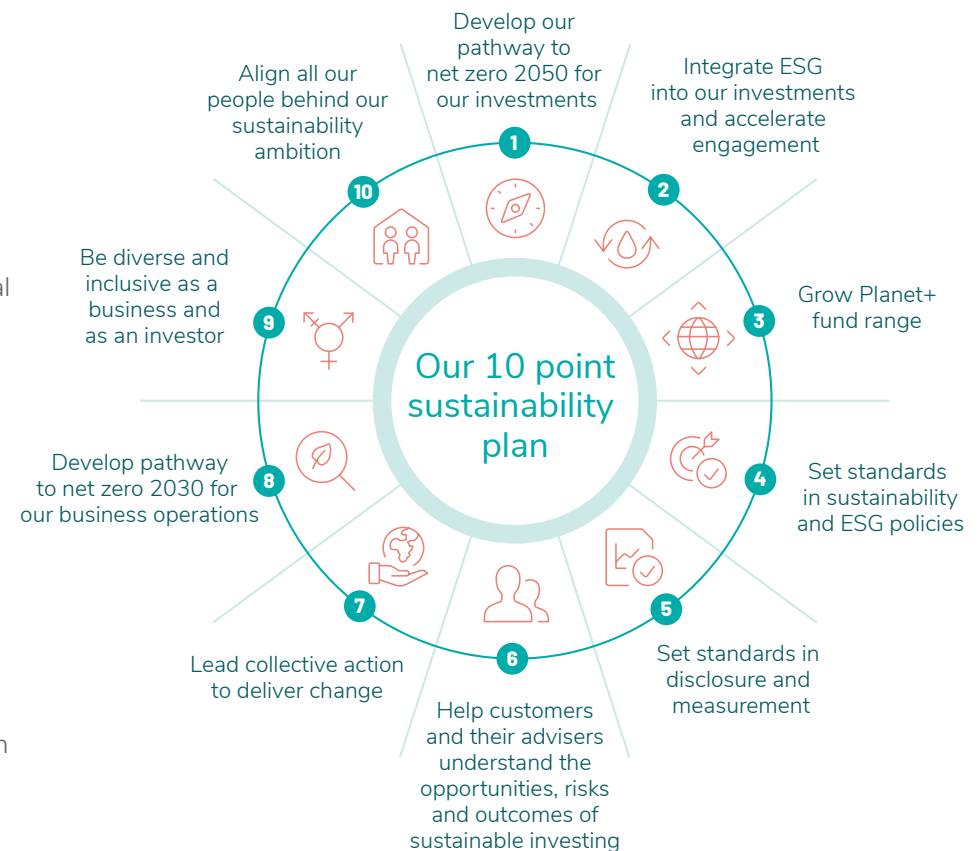 Develop our
pathway to
net zero 2050 for
our investments
1
Integrate ESG
into our investments
and accelerate
engagement
2
Grow Planet+
fund range
3
Set standards
in sustainability
and ESG policies
4
Set standards in
disclosure and
measurement
5
Help customers
and their advisers
understand the
opportunities, risks
and outcomes of
sustainable investing
6
Lead collective action
to deliver change
7
Develop pathway
to net zero 2030 for
our business operations
8
Be diverse and
inclusive as a
business and
as an investor
9
Align all our
people behind our
sustainability
ambition
10
Our 10 point
sustainability
plan